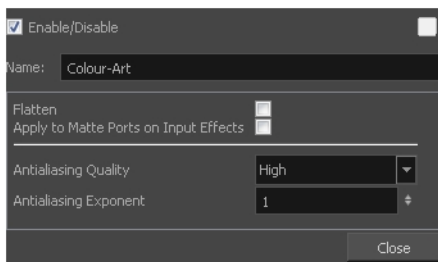 Enable/Disable
Name: Colour-Art
Flatten
Apply to Matte Ports on Input Effects
Antialiasing Quality High
Antialiasing Exponent 1
Close